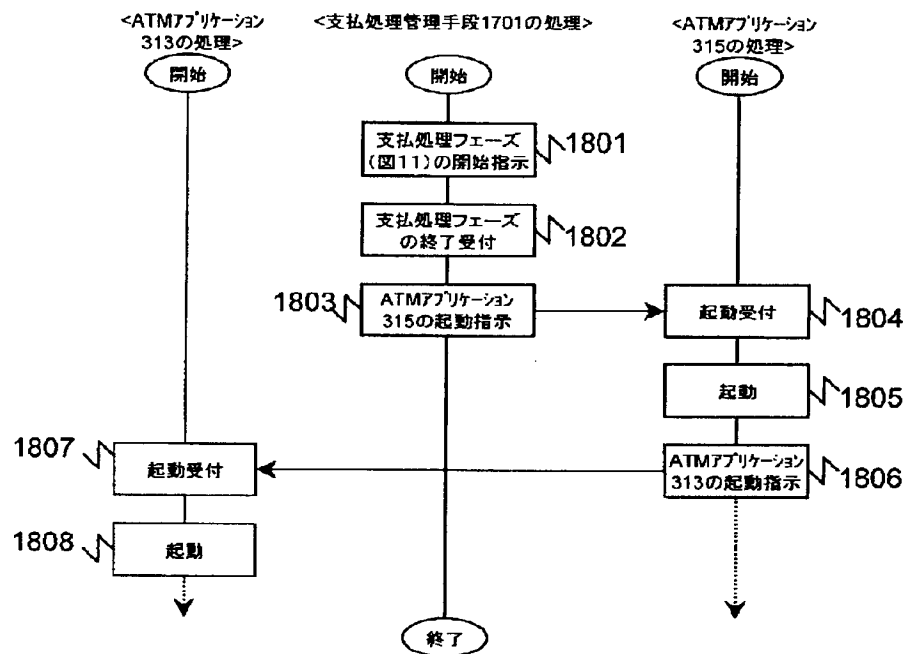 <ATMアプリケーション
313の処理>
<支払処理管理手段1701の処理>
<ATMアプリケーション
315の処理>
開始
開始
開始
支払処理フェーズ
(図11)の開始指示
1801
支払処理フェーズ
の終了受付
1802
1803
ATMアプリケーション
315の起動指示
起動受付
1804
起動
1805
1807
起動受付
ATMアプリケーション
313の起動指示
1806
1808
起動
終了